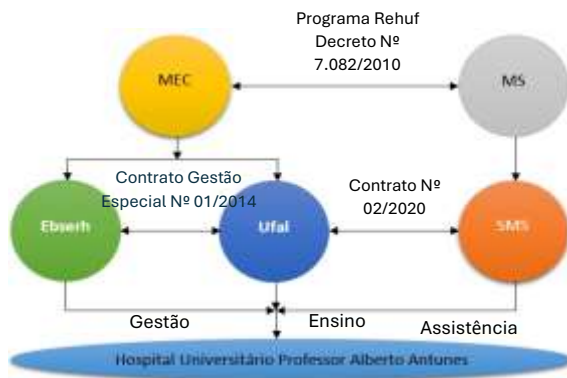 Programa Rehuf
Decreto Nº
7.082/2010
MEC
MS
Contrato Gestão
Especial Nº 01/2014
Contrato Nº
02/2020
Ebserh
Ufal
SMS
Gestão
Ensino
Assistência
Hospital Universitário Professor Alberto Antunes